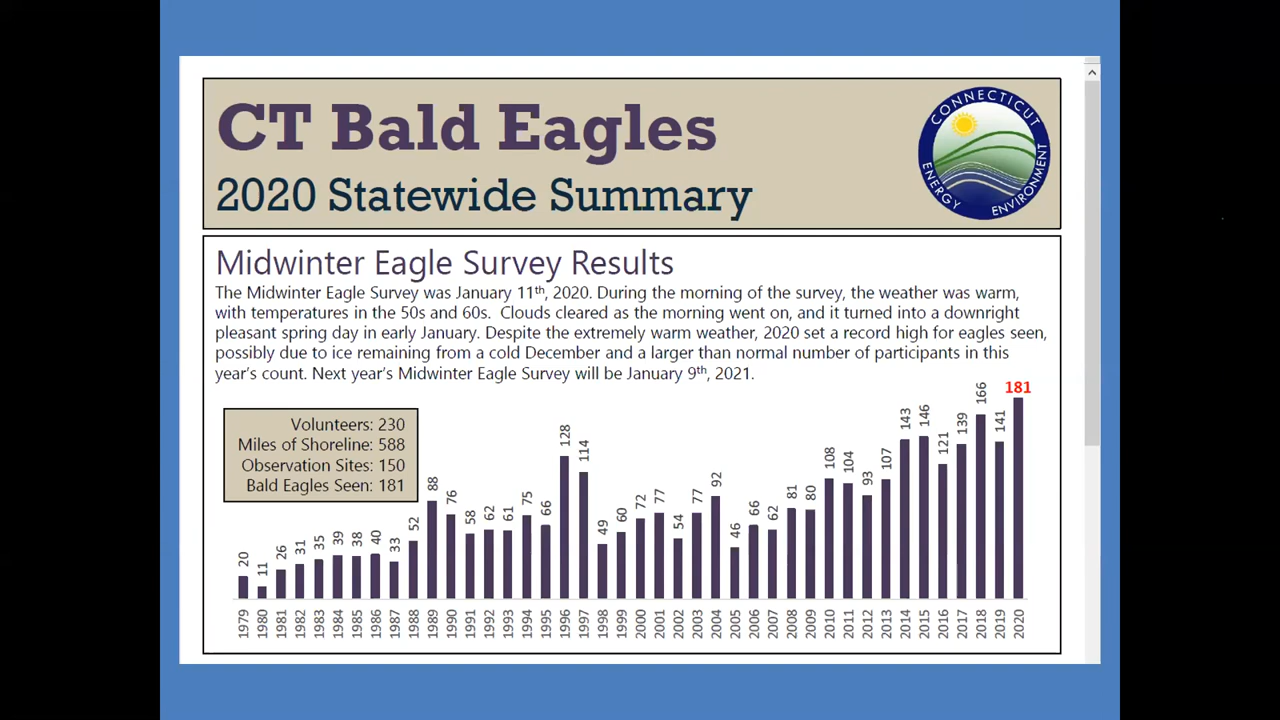 CT Bald Eagles
2020 Statewide Summary
CONNECTICUT
ENERGY
ENVIRONMENT
Midwinter Eagle Survey Results
The Midwinter Eagle Survey was January 11th, 2020. During the morning of the survey, the weather was warm,
with temperatures in the 50s and 60s. Clouds cleared as the morning went on, and it turned into a downright
pleasant spring day in early January. Despite the extremely warm weather, 2020 set a record high for eagles seen,
possibly due to ice remaining from a cold December and a larger than normal number of participants in this
year's count. Next year's Midwinter Eagle Survey will be January 9th, 2021.
Volunteers: 230
Miles of Shoreline: 588
Observation Sites: 150
Bald Eagles Seen: 181
20 11 26 31 35 39 38 40 33 52 88 76 58 62 61 75 66 128 114 49 60 72 77 54 77 92 46 66 62 81 80 108 104 93 107 143 146 121 139 166 141 181
1979 1980 1981 1982 1983 1984 1985 1986 1987 1988 1989 1990 1991 1992 1993 1994 1995 1996 1997 1998 1999 2000 2001 2002 2003 2004 2005 2006 2007 2008 2009 2010 2011 2012 2013 2014 2015 2016 2017 2018 2019 2020